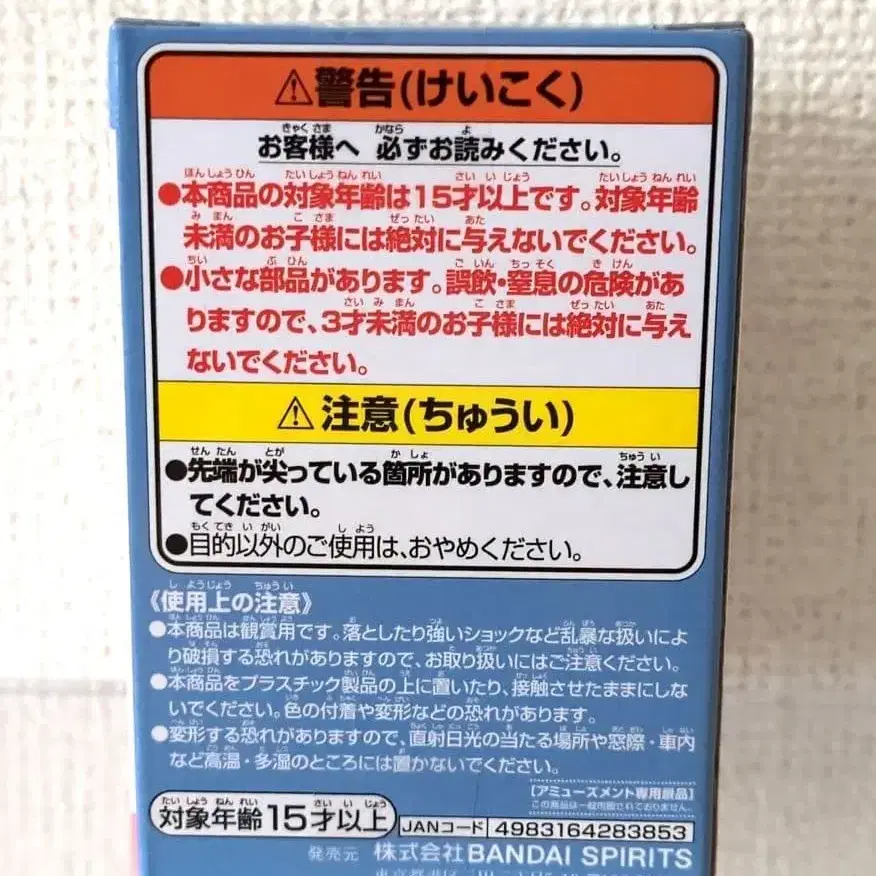 ⚠警告(けいこく)
お客様へ 必ずお読みください。
●本商品の対象年齢は15才以上です。対象年齢
未満のお子様には絶対に与えないでください。
●小さな部品があります。誤飲・窒息の危険があ
りますので、3才未満のお子様には絶対に与え
ないでください。
⚠注意(ちゅうい)
●先端が尖っている箇所がありますので、注意し
てください。
●目的以外のご使用は、おやめください。
《使用上の注意》
●本商品は観賞用です。落としたり強いショックなど乱暴な扱いによ
り破損する恐れがありますので、お取り扱いにはご注意ください。
●本商品をプラスチック製品の上に置いたり、接触させたままにしな
いでください。色の付着や変形などの恐れがあります。
●変形する恐れがありますので、直射日光の当たる場所や窓際・車内
など高温・多湿のところには置かないでください。
[アミューズメント専用景品]
この商品は一般市販されておりません。
対象年齢15才以上
JANコード 4983164283853
発売元 株式会社BANDAI SPIRITS